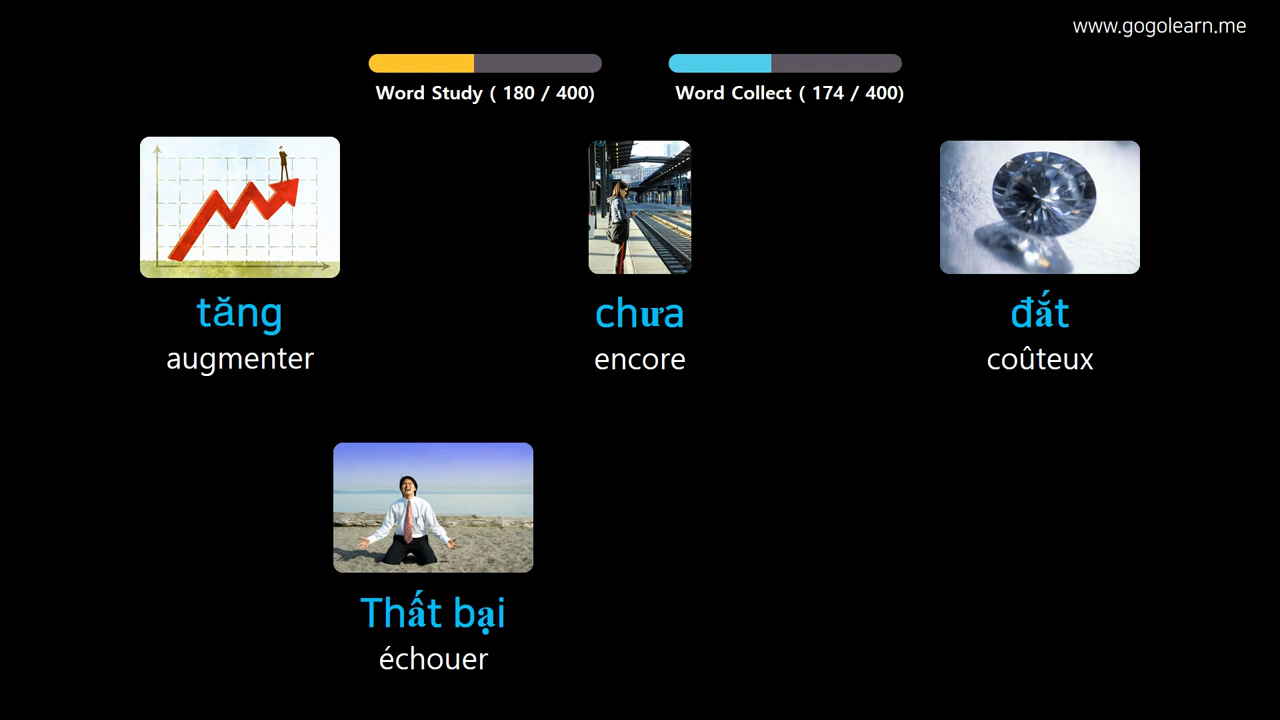 www.gogolearn.me
Word Study ( 180 / 400)
Word Collect ( 174 / 400)
tăng
augmenter
chưa
encore
đắt
coûteux
Thất bại
échouer